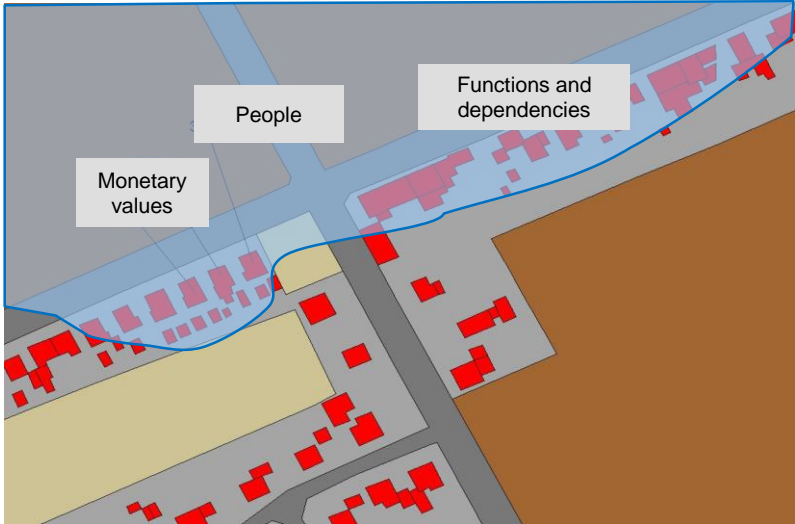 People
Functions and
dependencies
Monetary
values